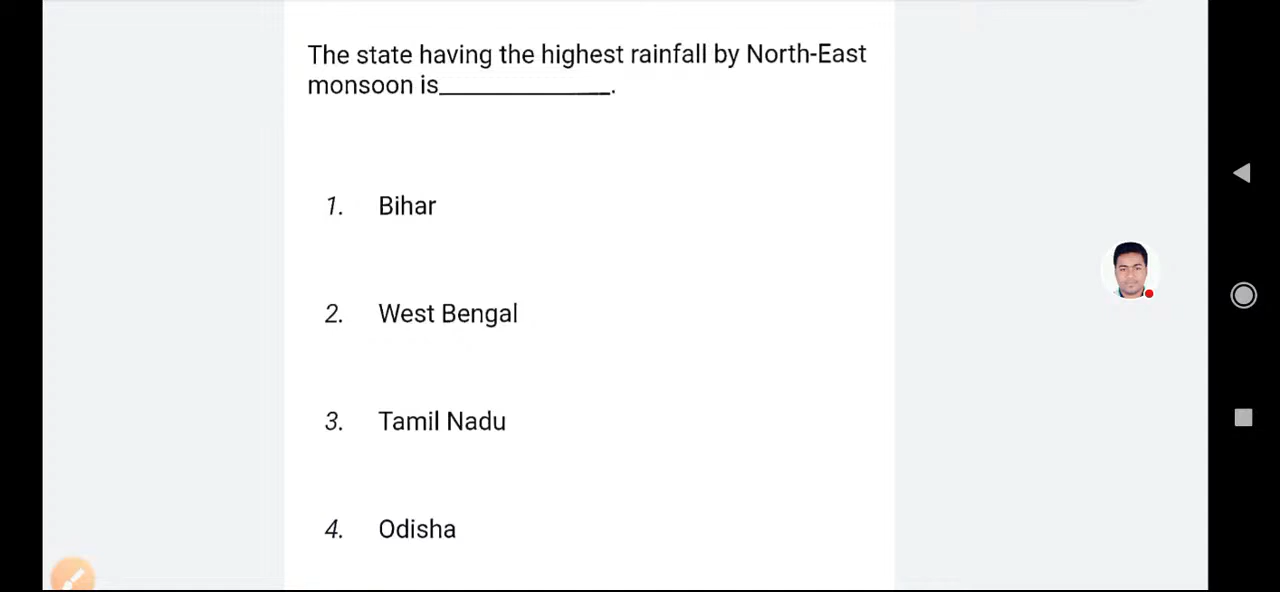 The state having the highest rainfall by North-East
monsoon is____________.
1. Bihar
2. West Bengal
3. Tamil Nadu
4. Odisha